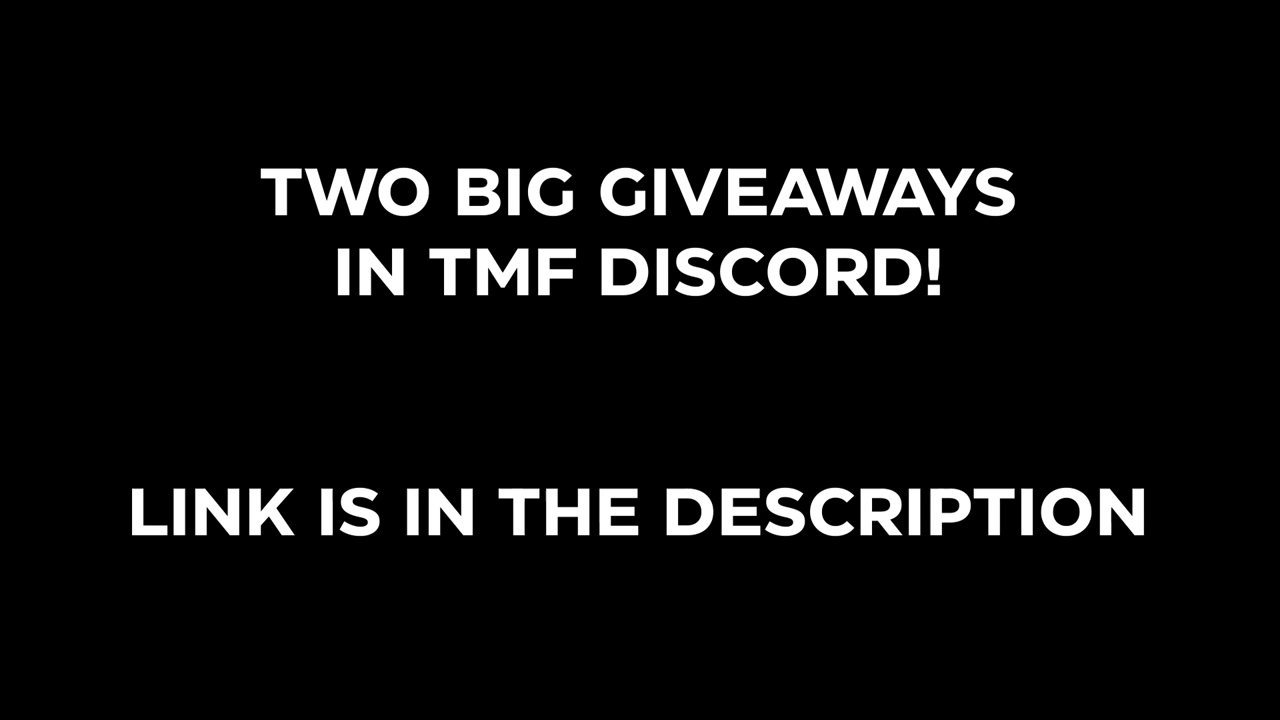 TWO BIG GIVEAWAYS
IN TMF DISCORD!
LINK IS IN THE DESCRIPTION